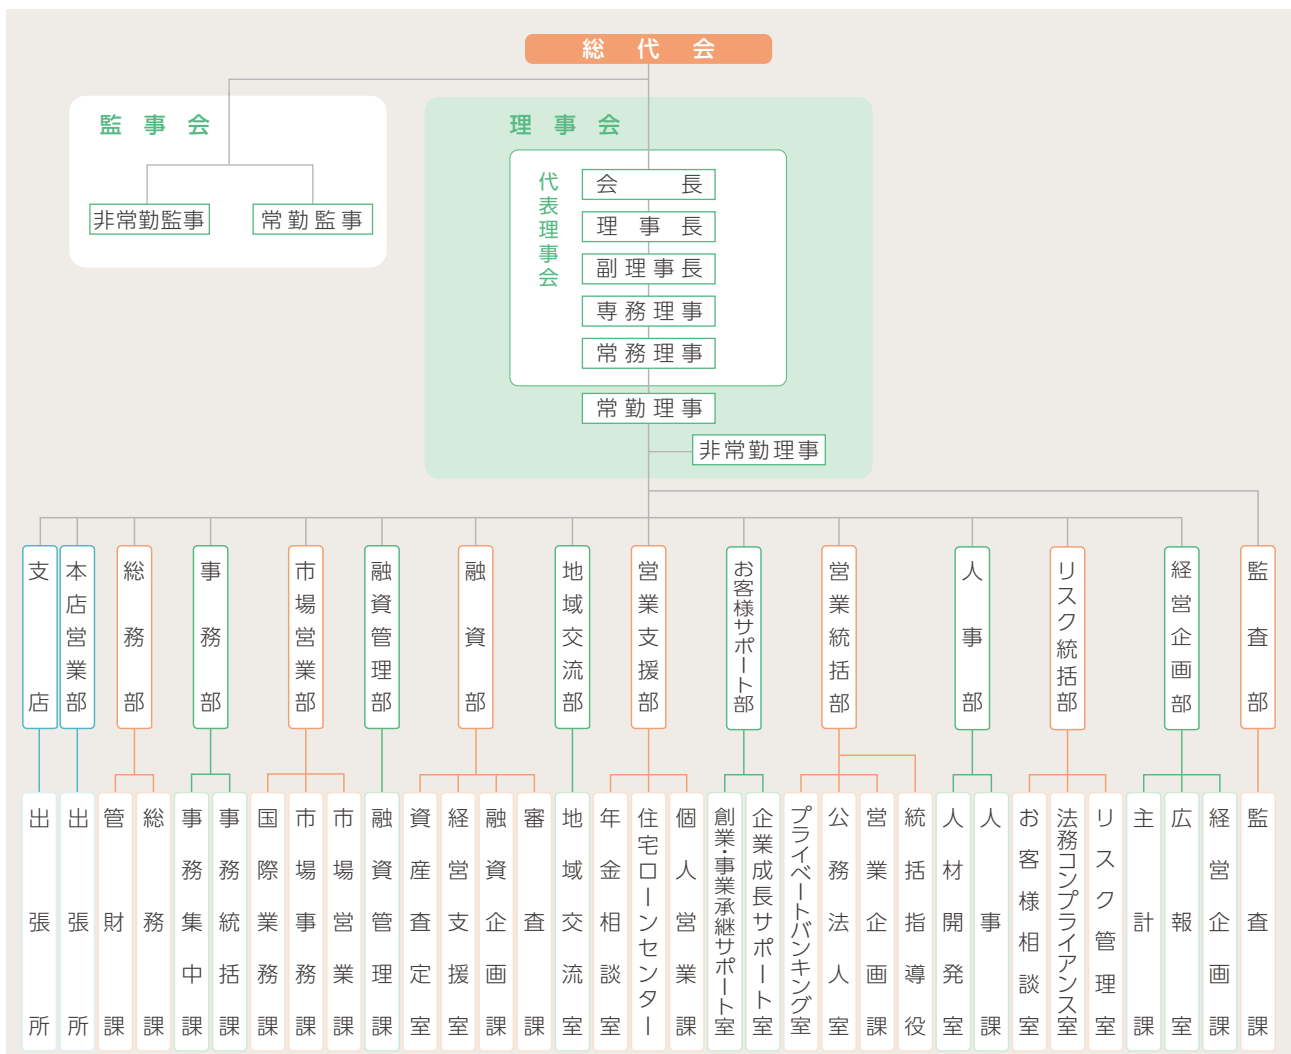 総代会
監事会
非常勤監事
常勤監事
理事会
代表理事会
会長
理事長
副理事長
専務理事
常務理事
常勤理事
非常勤理事
支店
本店営業部
総務部
事務部
市場営業部
融資管理部
融資部
地域交流部
営業支援部
お客様サポート部
営業統括部
人事部
リスク統括部
経営企画部
監査部
出張所
出張所
管財課
総務課
事務集中課
事務統括課
国際業務課
市場事務課
市場営業課
融資管理課
資産査定室
経営支援室
融資企画課
審査課
地域交流室
年金相談室
住宅ローンセンター
個人営業課
創業・事業承継サポート室
企業成長サポート室
プライベートバンキング室
公務法人室
営業企画課
統括指導役
人材開発室
人事課
お客様相談室
法務コンプライアンス室
リスク管理室
主計課
広報室
経営企画課
監査課